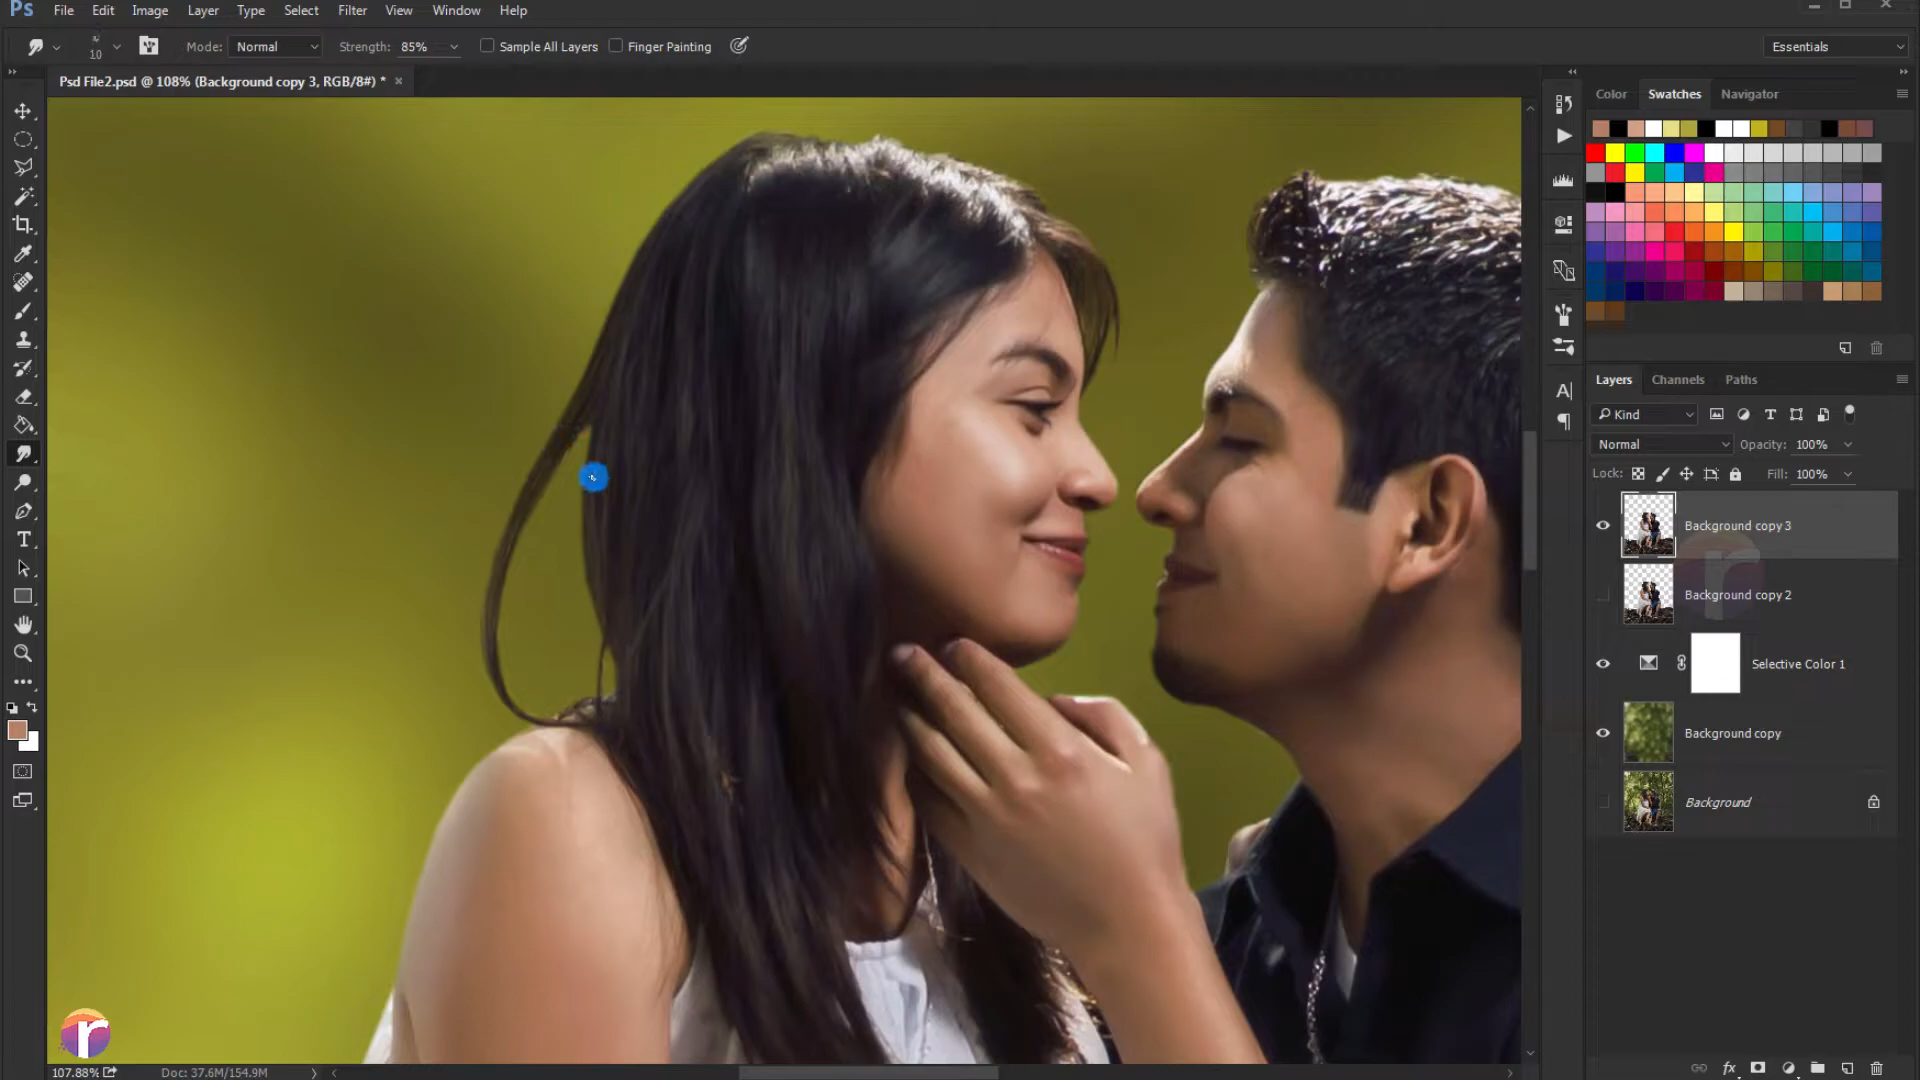 Ps File Edit Image Layer Type Select Filter View Window Help
10 Mode: Normal Strength: 85% Sample All Layers Finger Painting Essentials
Psd File2.psd @ 108% (Background copy 3, RGB/8#) * ×
Color Swatches Navigator
Layers Channels Paths
Kind
Normal Opacity: 100%
Lock: Fill: 100%
Background copy 3
Background copy 2
Selective Color 1
Background copy
Background
107.88% Doc: 37.6M/154.9M